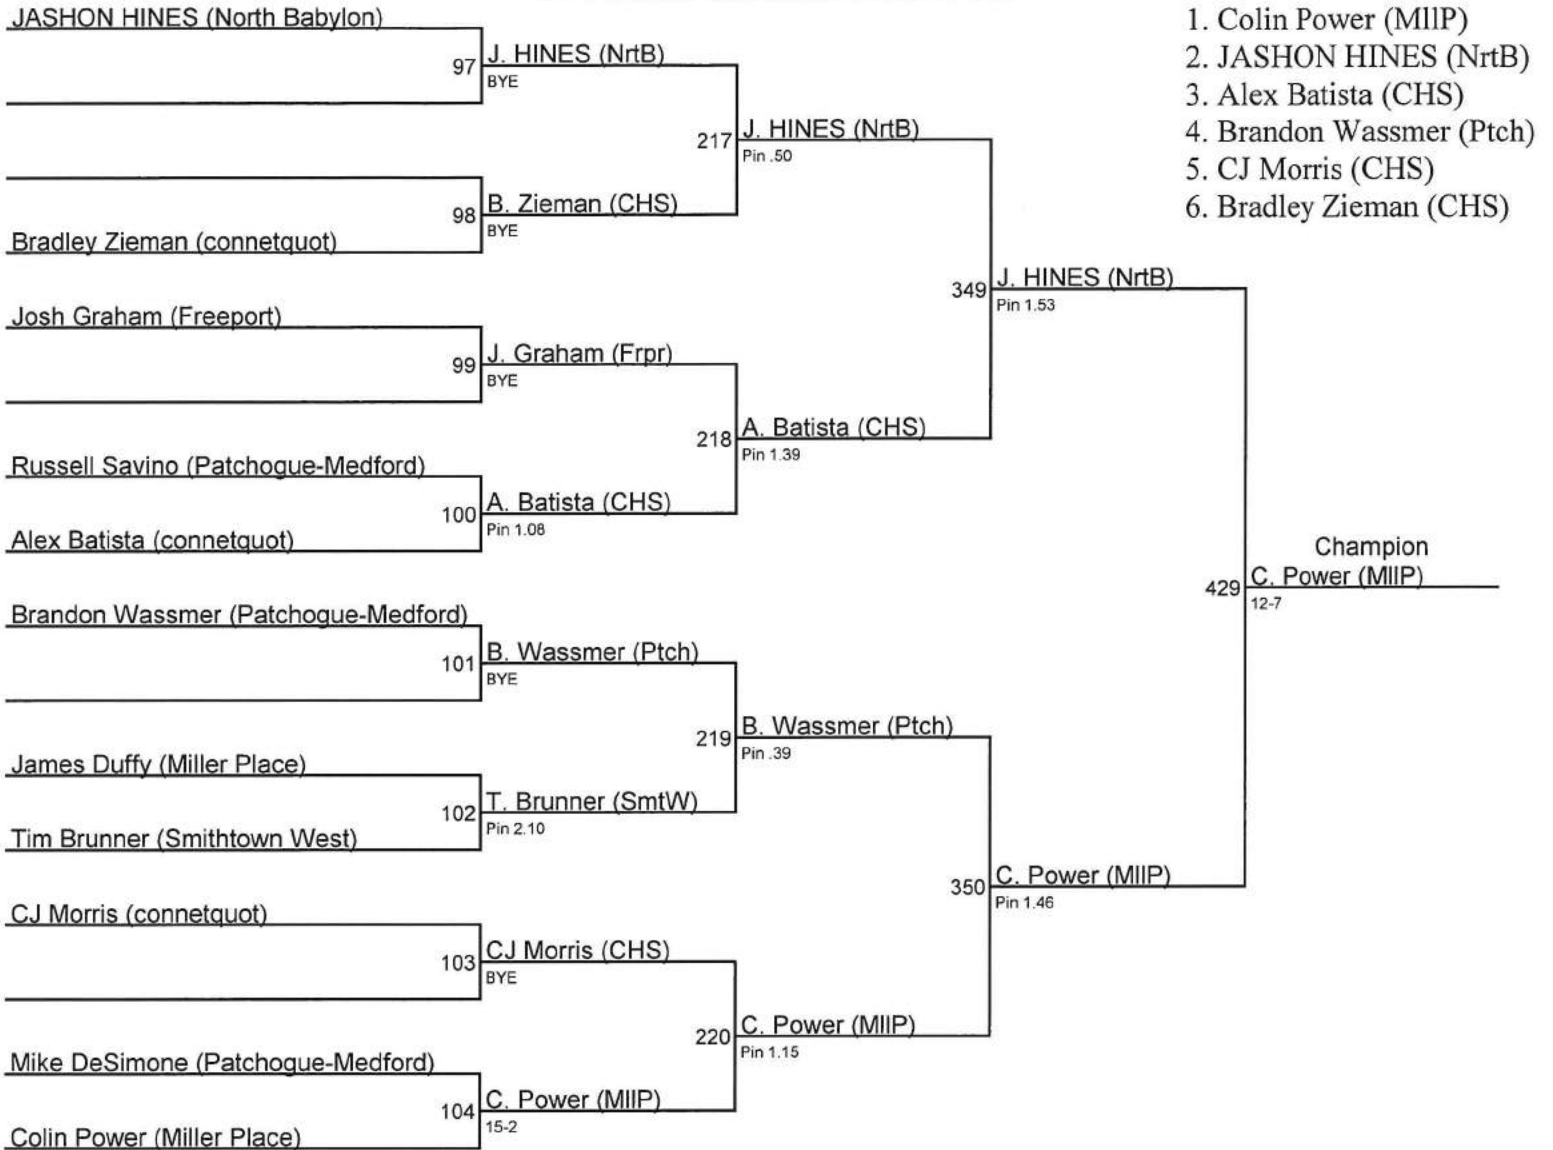 JASHON HINES (North Babylon)
97
J. HINES (NrtB)
BYE
217
J. HINES (NrtB)
Pin .50
98
B. Zieman (CHS)
BYE
Bradley Zieman (connetquot)
349
J. HINES (NrtB)
Pin 1.53
Josh Graham (Freeport)
99
J. Graham (Frpr)
BYE
218
A. Batista (CHS)
Pin 1.39
Russell Savino (Patchogue-Medford)
100
A. Batista (CHS)
Pin 1.08
Alex Batista (connetquot)
Champion
429
C. Power (MllP)
12-7
Brandon Wassmer (Patchogue-Medford)
101
B. Wassmer (Ptch)
BYE
219
B. Wassmer (Ptch)
Pin .39
James Duffy (Miller Place)
102
T. Brunner (SmtW)
Pin 2.10
Tim Brunner (Smithtown West)
350
C. Power (MllP)
Pin 1.46
CJ Morris (connetquot)
103
CJ Morris (CHS)
BYE
220
C. Power (MllP)
Pin 1.15
Mike DeSimone (Patchogue-Medford)
104
C. Power (MllP)
15-2
Colin Power (Miller Place)
1. Colin Power (MllP)
2. JASHON HINES (NrtB)
3. Alex Batista (CHS)
4. Brandon Wassmer (Ptch)
5. CJ Morris (CHS)
6. Bradley Zieman (CHS)